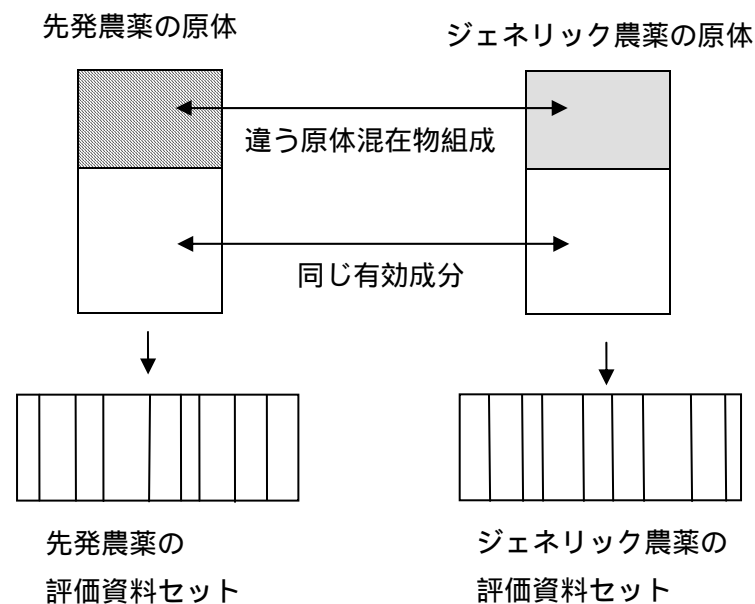 先発農薬の原体
ジェネリック農薬の原体
違う原体混在物組成
同じ有効成分
先発農薬の
評価資料セット
ジェネリック農薬の
評価資料セット